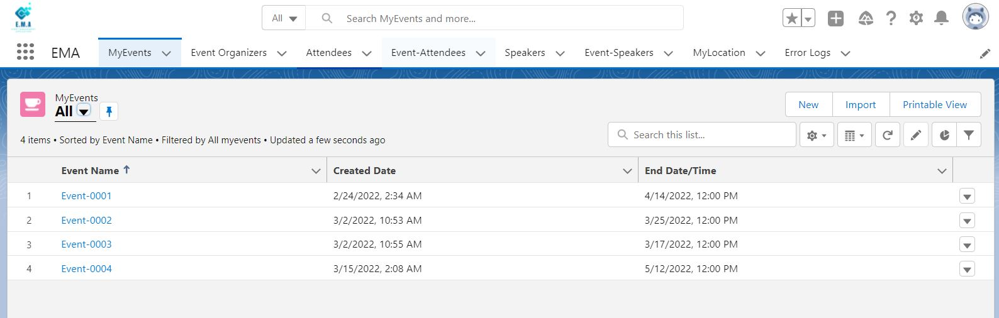 E.M.A
All
Search MyEvents and more...
EMA
MyEvents
Event Organizers
Attendees
Event-Attendees
Speakers
Event-Speakers
MyLocation
Error Logs
MyEvents
All
New
Import
Printable View
4 items • Sorted by Event Name • Filtered by All myevents • Updated a few seconds ago
Search this list...
Event Name ↑ Created Date End Date/Time
1 Event-0001 2/24/2022, 2:34 AM 4/14/2022, 12:00 PM
2 Event-0002 3/2/2022, 10:53 AM 3/25/2022, 12:00 PM
3 Event-0003 3/2/2022, 10:55 AM 3/17/2022, 12:00 PM
4 Event-0004 3/15/2022, 2:08 AM 5/12/2022, 12:00 PM